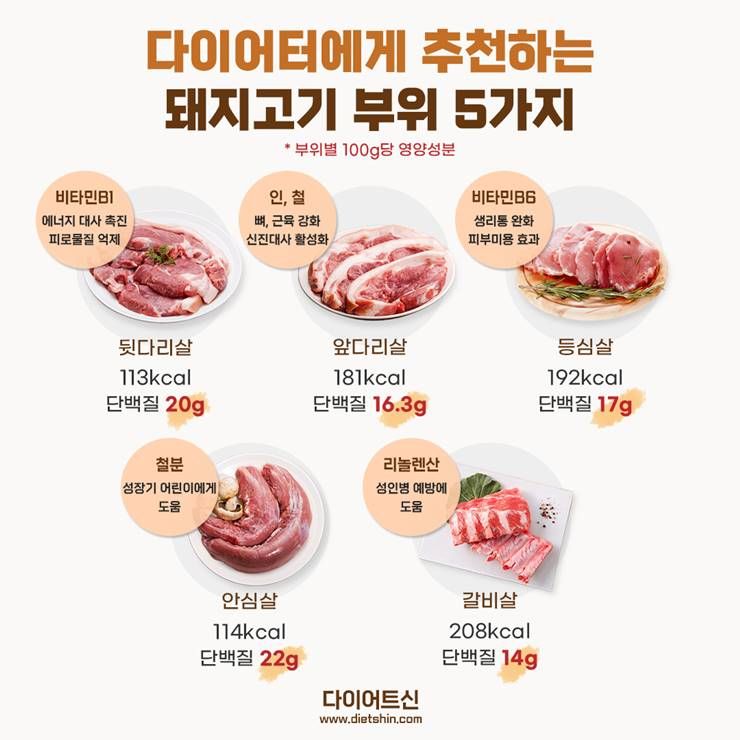 다이어터에게 추천하는
돼지고기 부위 5가지
* 부위별 100g당 영양성분
비타민B1
에너지 대사 촉진
피로물질 억제
뒷다리살
113kcal
단백질 20g
인, 철
뼈, 근육 강화
신진대사 활성화
앞다리살
181kcal
단백질 16.3g
비타민B6
생리통 완화
피부미용 효과
등심살
192kcal
단백질 17g
철분
성장기 어린이에게
도움
안심살
114kcal
단백질 22g
리놀렌산
성인병 예방에
도움
갈비살
208kcal
단백질 14g
다이어트신
www.dietshin.com